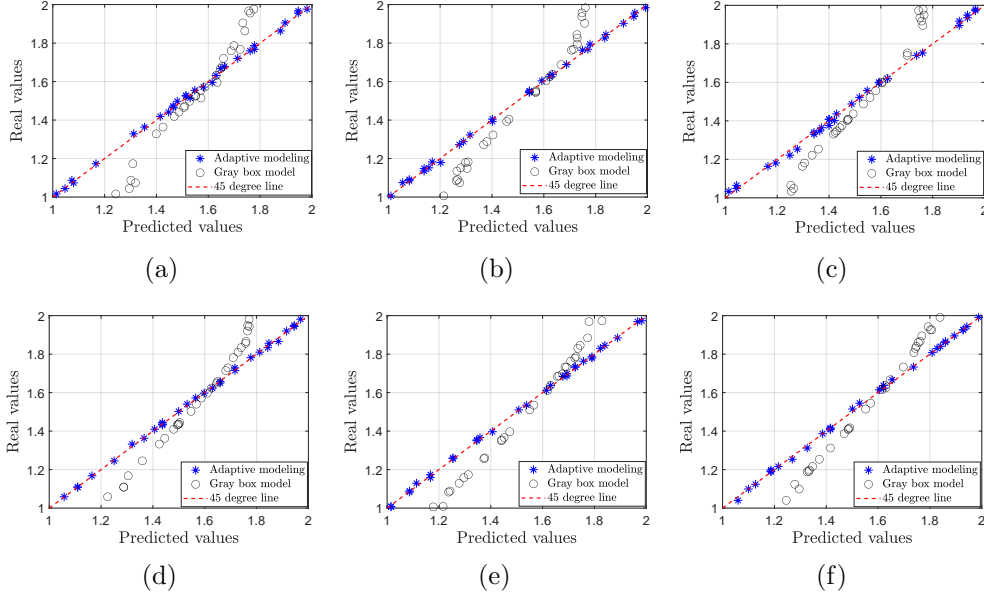 2
1.8
1.6
1.4
1.2
1
Real values
1 1.2 1.4 1.6 1.8 2
Predicted values
Adaptive modeling
Gray box model
45 degree line
(a)
2
1.8
1.6
1.4
1.2
1
Real values
1 1.2 1.4 1.6 1.8 2
Predicted values
Adaptive modeling
Gray box model
45 degree line
(b)
2
1.8
1.6
1.4
1.2
1
Real values
1 1.2 1.4 1.6 1.8 2
Predicted values
Adaptive modeling
Gray box model
45 degree line
(c)
2
1.8
1.6
1.4
1.2
1
Real values
1 1.2 1.4 1.6 1.8 2
Predicted values
Adaptive modeling
Gray box model
45 degree line
(d)
2
1.8
1.6
1.4
1.2
1
Real values
1 1.2 1.4 1.6 1.8 2
Predicted values
Adaptive modeling
Gray box model
45 degree line
(e)
2
1.8
1.6
1.4
1.2
1
Real values
1 1.2 1.4 1.6 1.8 2
Predicted values
Adaptive modeling
Gray box model
45 degree line
(f)